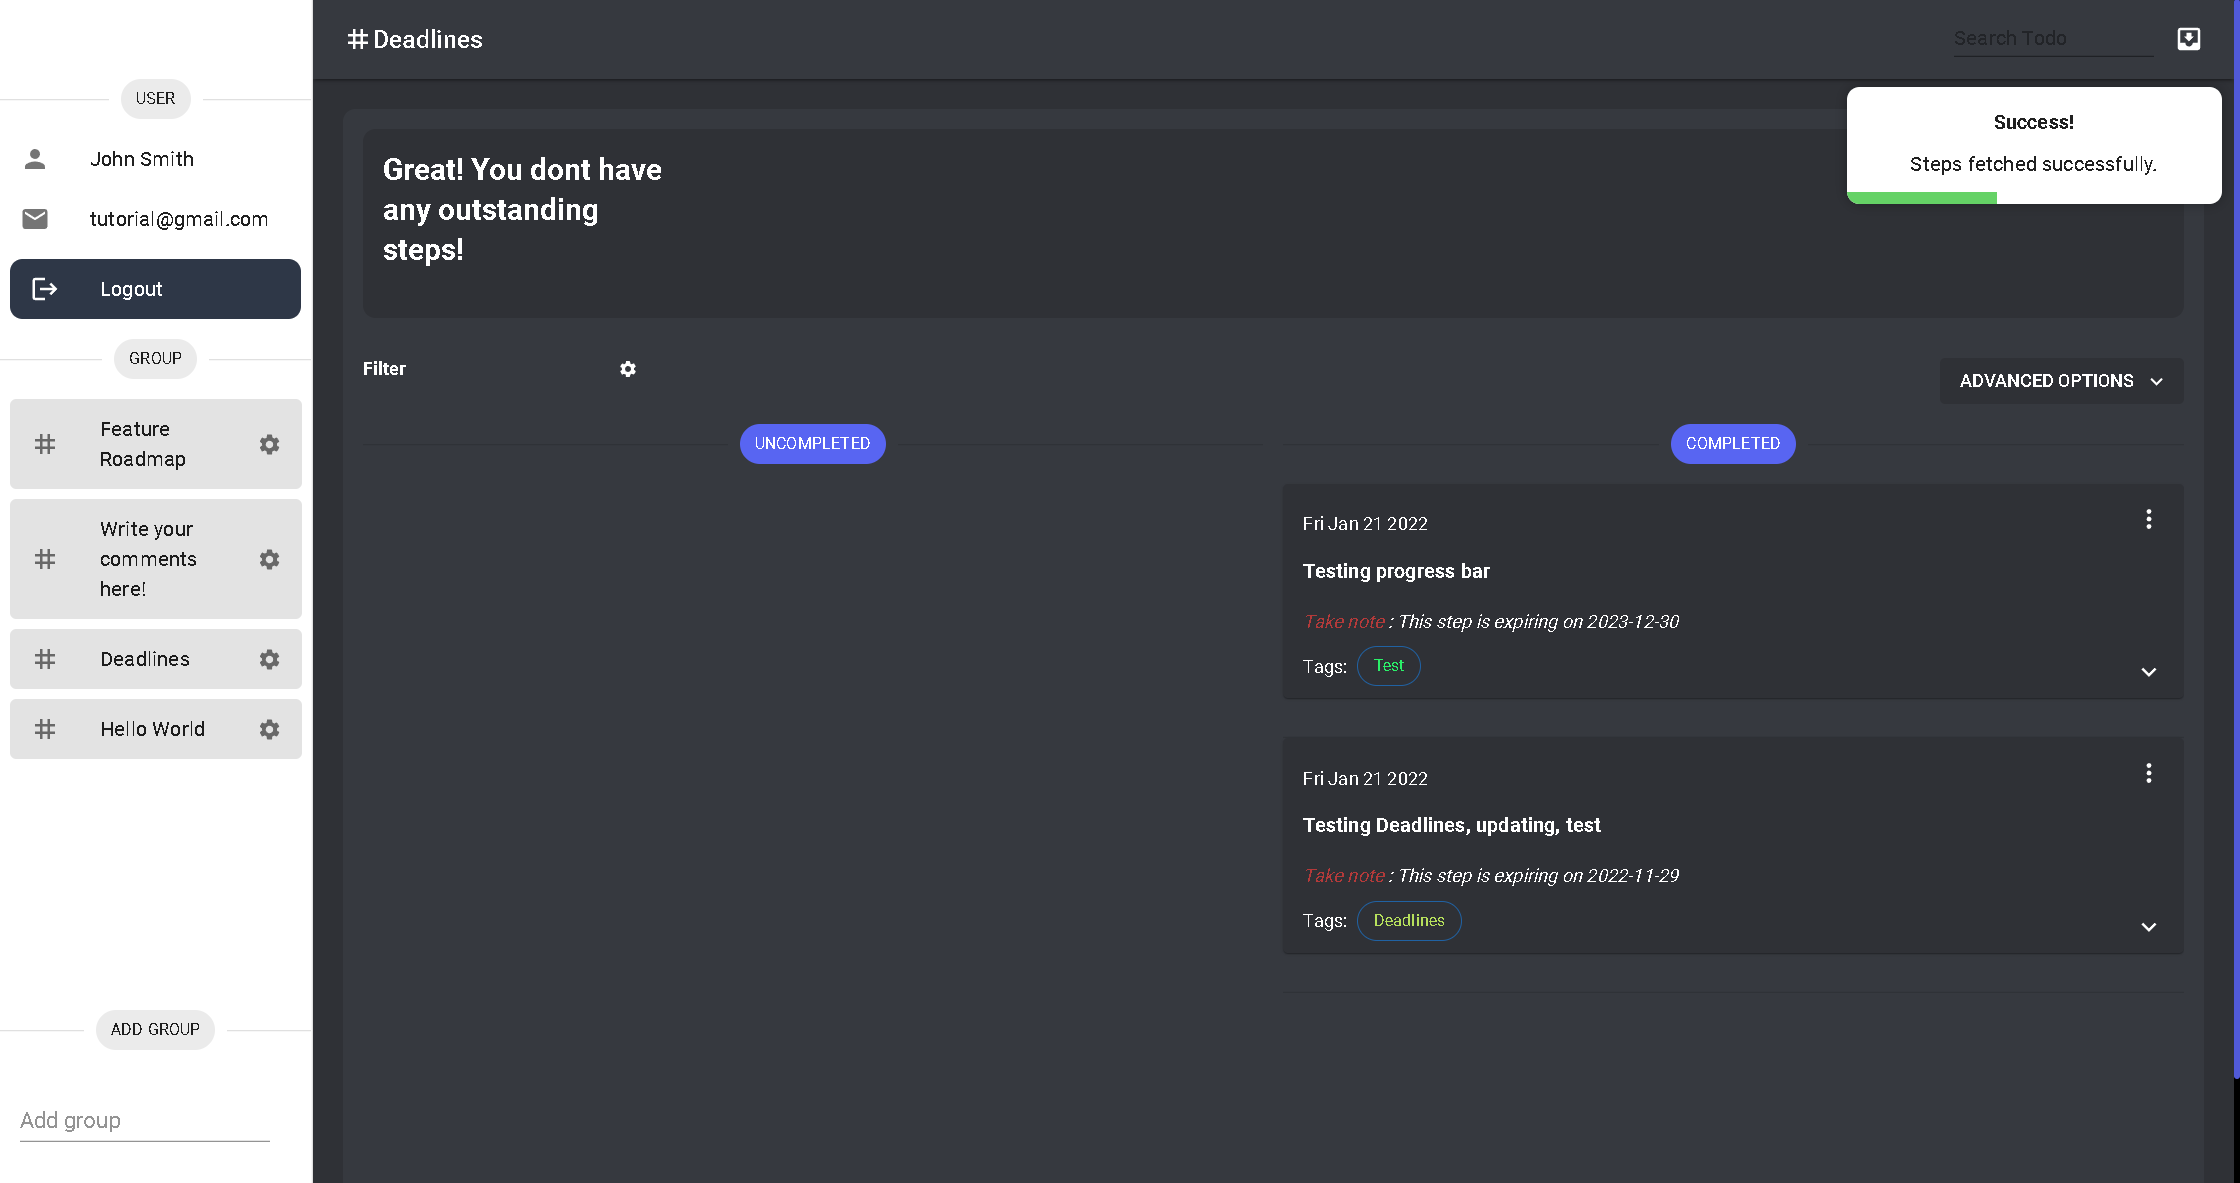 USER
John Smith
tutorial@gmail.com
Logout
GROUP
Feature
Roadmap
Write your
comments
here!
Deadlines
Hello World
ADD GROUP
Add group
# Deadlines
Search Todo
Success!
Steps fetched successfully.
Great! You dont have
any outstanding
steps!
Filter
ADVANCED OPTIONS
UNCOMPLETED
COMPLETED
Fri Jan 21 2022
Testing progress bar
Take note : This step is expiring on 2023-12-30
Tags: Test
Fri Jan 21 2022
Testing Deadlines, updating, test
Take note : This step is expiring on 2022-11-29
Tags: Deadlines